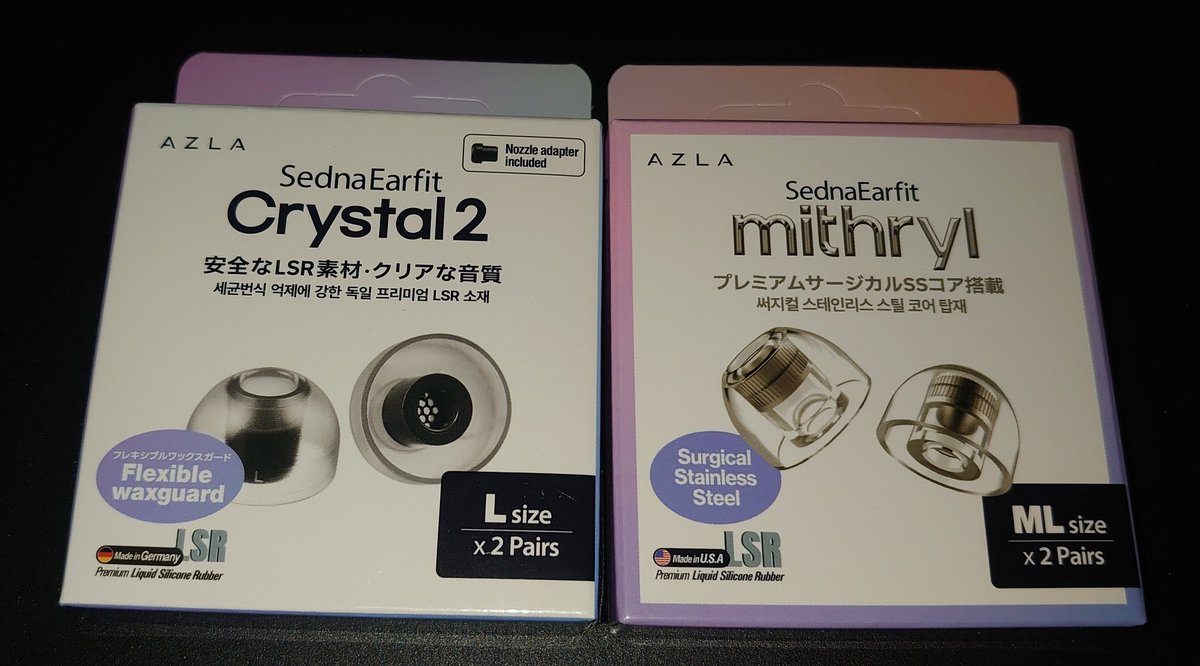 AZLA
Nozzle adapter
included
SednaEarfit
Crystal2
安全なLSR素材・クリアな音質
세균번식 억제에 강한 독일 프리미엄 LSR 소재
フレキシブルワックスガード
Flexible
waxguard
L size
x 2 Pairs
Made in Germany LSR
Premium Liquid Silicone Rubber
AZLA
SednaEarfit
mithryl
プレミアムサージカルSSコア搭載
써지컬 스테인리스 스틸 코어 탑재
Surgical
Stainless
Steel
ML size
x 2 Pairs
Made in U.S.A LSR
Premium Liquid Silicone Rubber